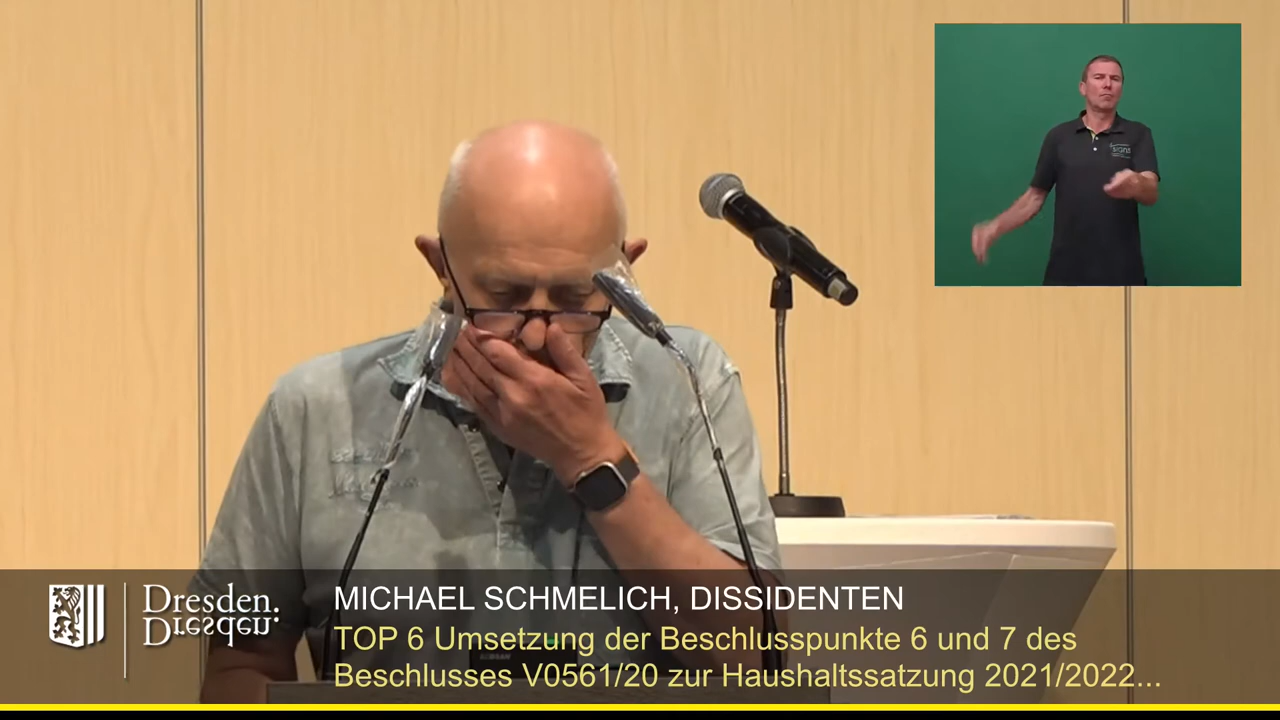 SIGNS
Dresden.
Dresden.
MICHAEL SCHMELICH, DISSIDENTEN
TOP 6 Umsetzung der Beschlusspunkte 6 und 7 des
Beschlusses V0561/20 zur Haushaltssatzung 2021/2022...